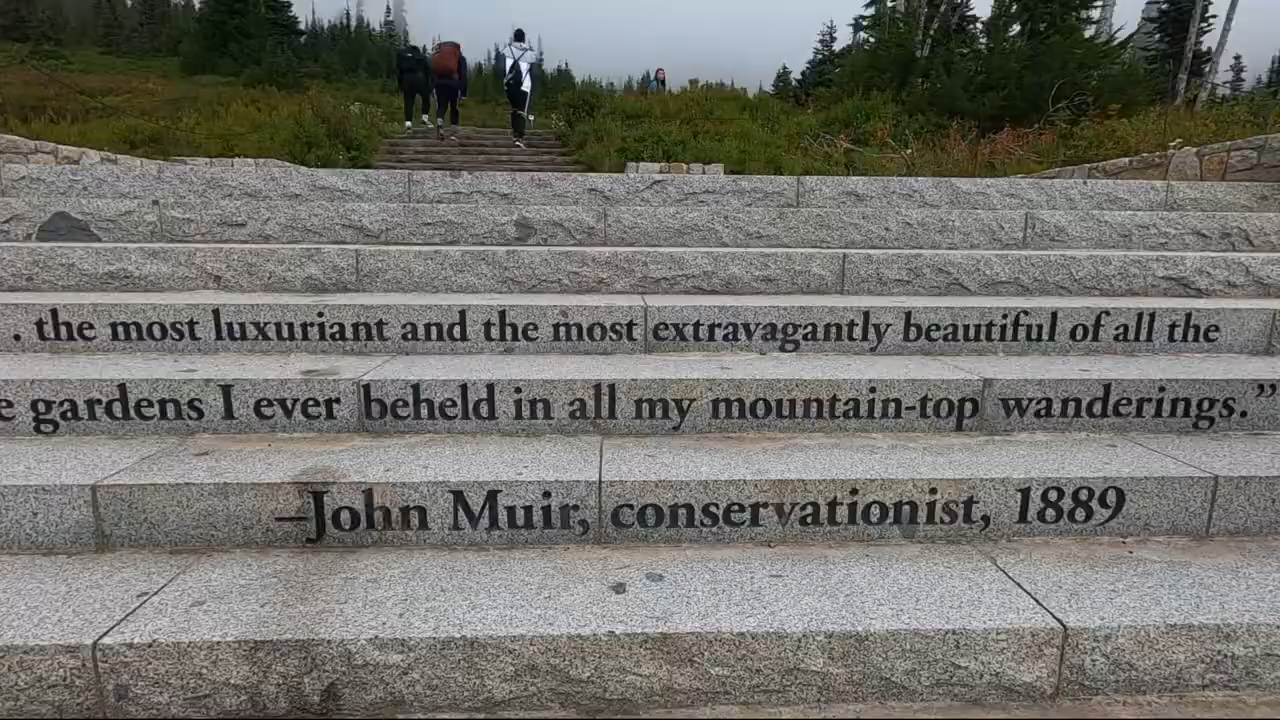 . the most luxuriant and the most extravagantly beautiful of all the
e gardens I ever beheld in all my mountain-top wanderings.”
–John Muir, conservationist, 1889